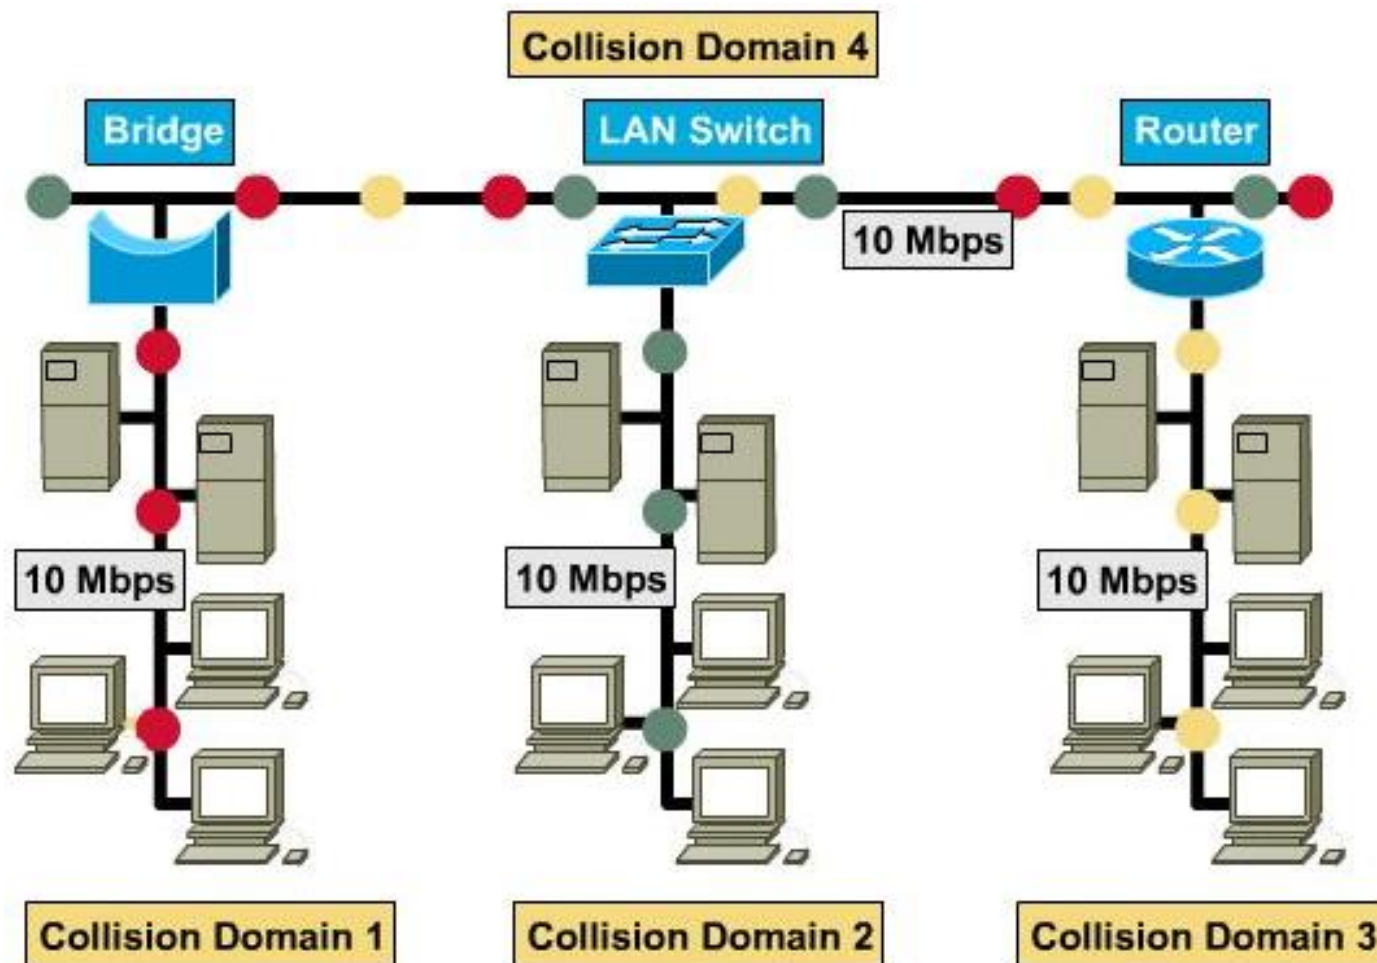 Collision Domain 4
Bridge
LAN Switch
Router
10 Mbps
10 Mbps
10 Mbps
10 Mbps
Collision Domain 1
Collision Domain 2
Collision Domain 3